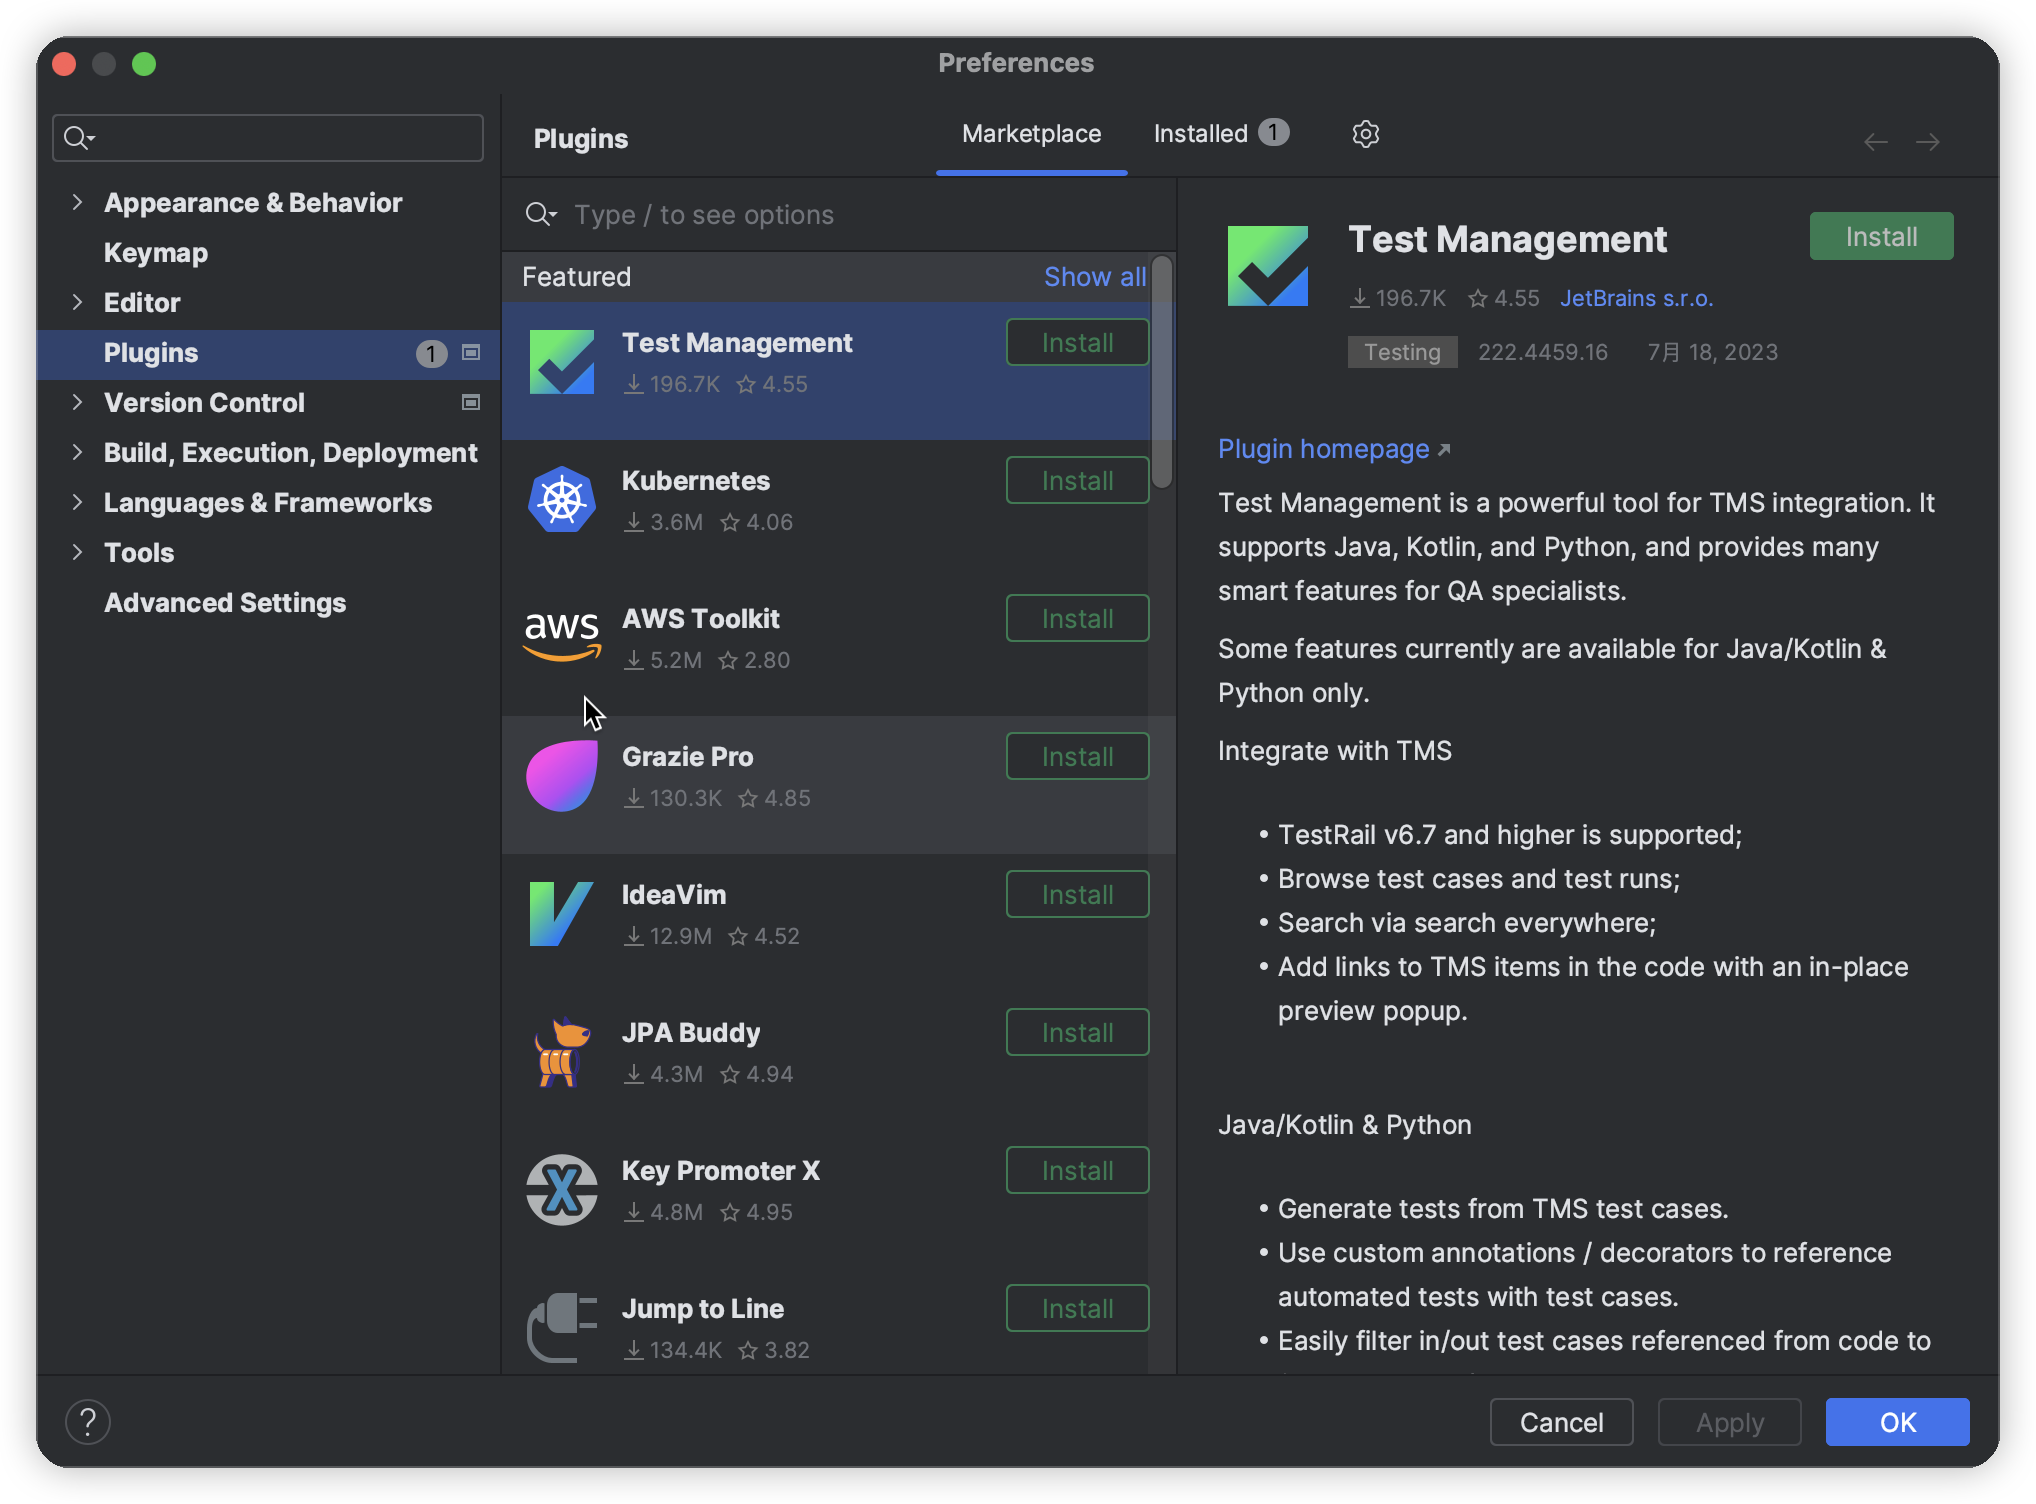 Preferences
Appearance & Behavior
Keymap
Editor
Plugins 1
Version Control
Build, Execution, Deployment
Languages & Frameworks
Tools
Advanced Settings
Plugins
Marketplace
Installed 1
Type / to see options
Featured Show all
Test Management Install
196.7K 4.55
Kubernetes Install
3.6M 4.06
aws
AWS Toolkit Install
5.2M 2.80
Grazie Pro Install
130.3K 4.85
IdeaVim Install
12.9M 4.52
JPA Buddy Install
4.3M 4.94
X
Key Promoter X Install
4.8M 4.95
Jump to Line Install
134.4K 3.82
Test Management Install
196.7K 4.55 JetBrains s.r.o.
Testing 222.4459.16 7月 18, 2023
Plugin homepage
Test Management is a powerful tool for TMS integration. It
supports Java, Kotlin, and Python, and provides many
smart features for QA specialists.
Some features currently are available for Java/Kotlin &
Python only.
Integrate with TMS
• TestRail v6.7 and higher is supported;
• Browse test cases and test runs;
• Search via search everywhere;
• Add links to TMS items in the code with an in-place
preview popup.
Java/Kotlin & Python
• Generate tests from TMS test cases.
• Use custom annotations / decorators to reference
automated tests with test cases.
• Easily filter in/out test cases referenced from code to
?
Cancel Apply OK